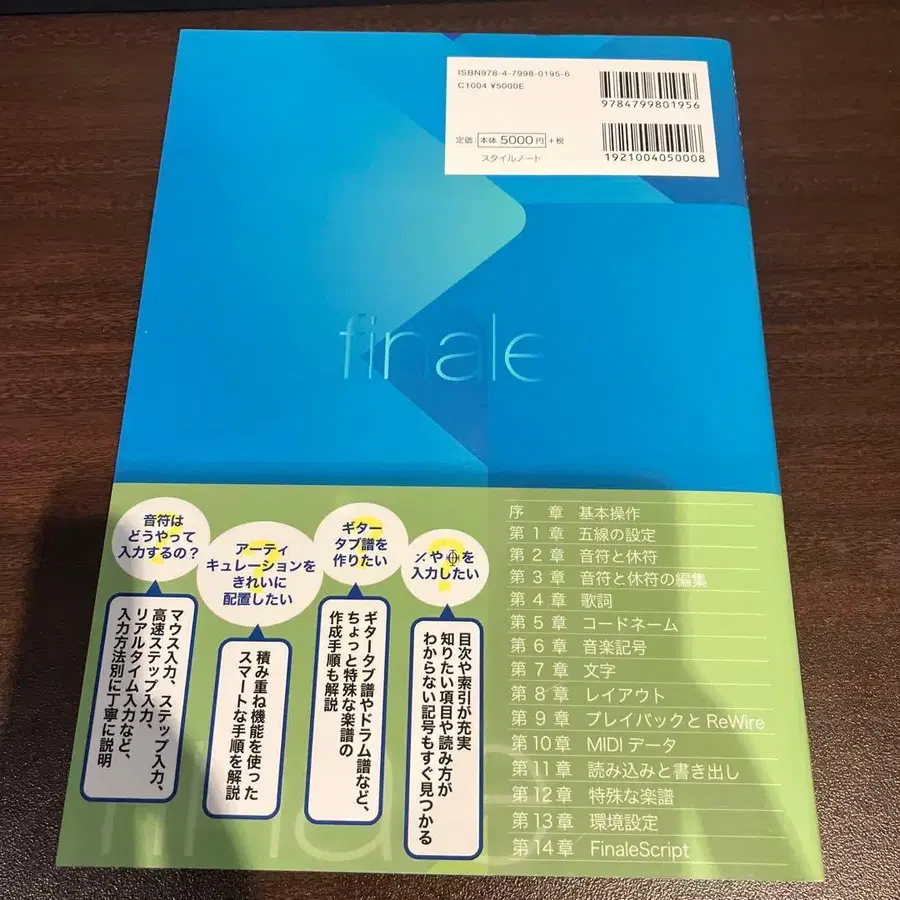 ISBN978-4-7998-0195-6
C1004 ¥5000E
9784799801956
定価 本体 5000円 +税
1921004050008
スタイルノート
finale
音符は
どうやって
入力するの?
マウス入力、ステップ入力、
高速ステップ入力、
リアルタイム入力など、
入力方法別に丁寧に説明
アーティ
キュレーションを
きれいに
配置したい
積み重ね機能を使った
スマートな手順を解説
ギター
タブ譜を
作りたい
ギタータブ譜やドラム譜など、
ちょっと特殊な楽譜の
作成手順も解説
や を
入力したい
目次や索引が充実
知りたい項目や読み方が
わからない記号もすぐ見つかる
序 章 基本操作
第 1 章 五線の設定
第 2 章 音符と休符
第 3 章 音符と休符の編集
第 4 章 歌詞
第 5 章 コードネーム
第 6 章 音楽記号
第 7 章 文字
第 8 章 レイアウト
第 9 章 プレイバックと ReWire
第10章 MIDI データ
第11章 読み込みと書き出し
第12章 特殊な楽譜
第13章 環境設定
第14章 FinaleScript
finale